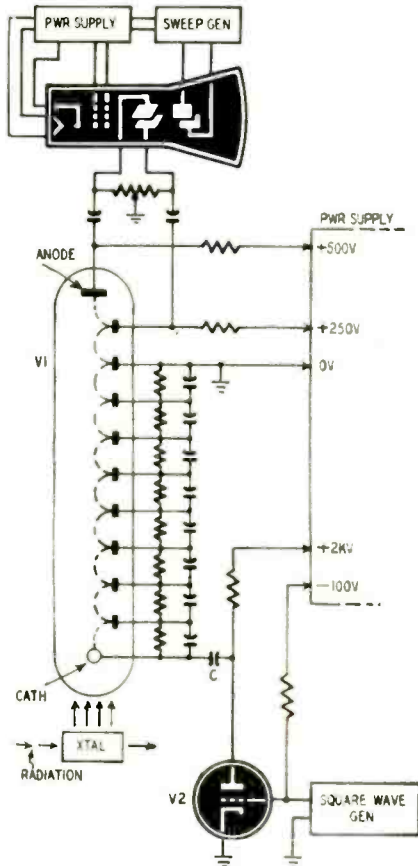 PWR SUPPLY
SWEEP GEN
PWR SUPPLY
+500V
ANODE
+250V
V1
0V
+2KV
-100V
C
CATH
XTAL
RADIATION
V2
SQUARE WAVE
GEN